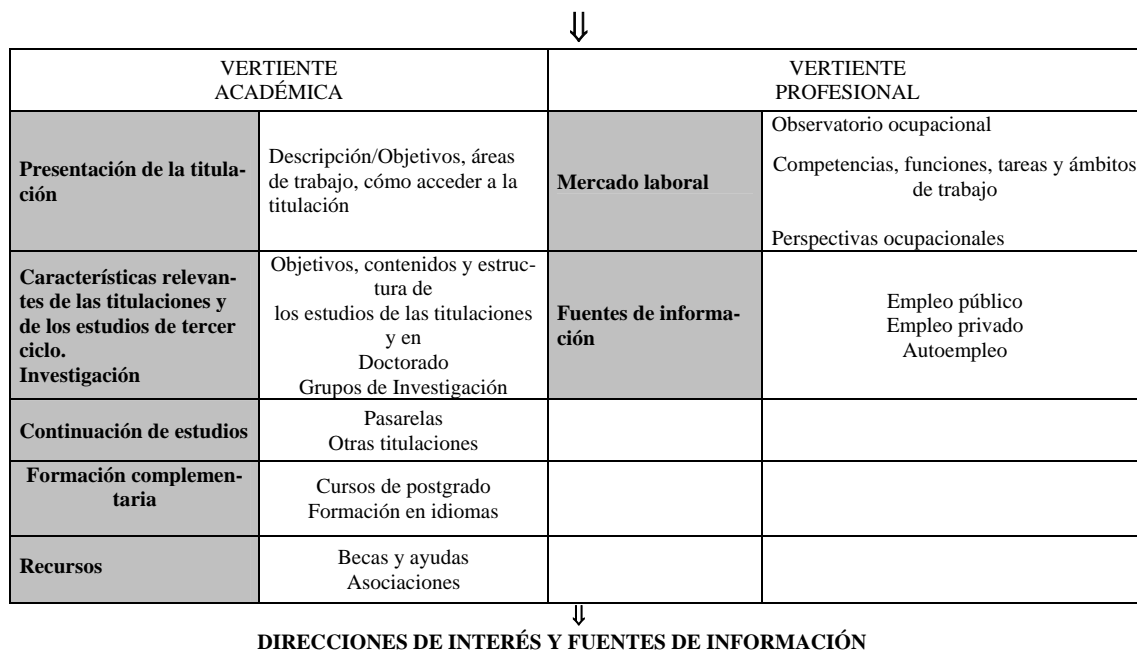 ⇓
VERTIENTE
ACADÉMICA
VERTIENTE
PROFESIONAL
Presentación de la titula-
ción
Descripción/Objetivos, áreas
de trabajo, cómo acceder a la
titulación
Mercado laboral
Observatorio ocupacional
Competencias, funciones, tareas y ámbitos
de trabajo
Perspectivas ocupacionales
Características relevan-
tes de las titulaciones y
de los estudios de tercer
ciclo.
Investigación
Objetivos, contenidos y estruc-
tura de
los estudios de las titulaciones
y en
Doctorado
Grupos de Investigación
Fuentes de informa-
ción
Empleo público
Empleo privado
Autoempleo
Continuación de estudios
Pasarelas
Otras titulaciones
Formación complemen-
taria
Cursos de postgrado
Formación en idiomas
Recursos
Becas y ayudas
Asociaciones
⇓
DIRECCIONES DE INTERÉS Y FUENTES DE INFORMACIÓN